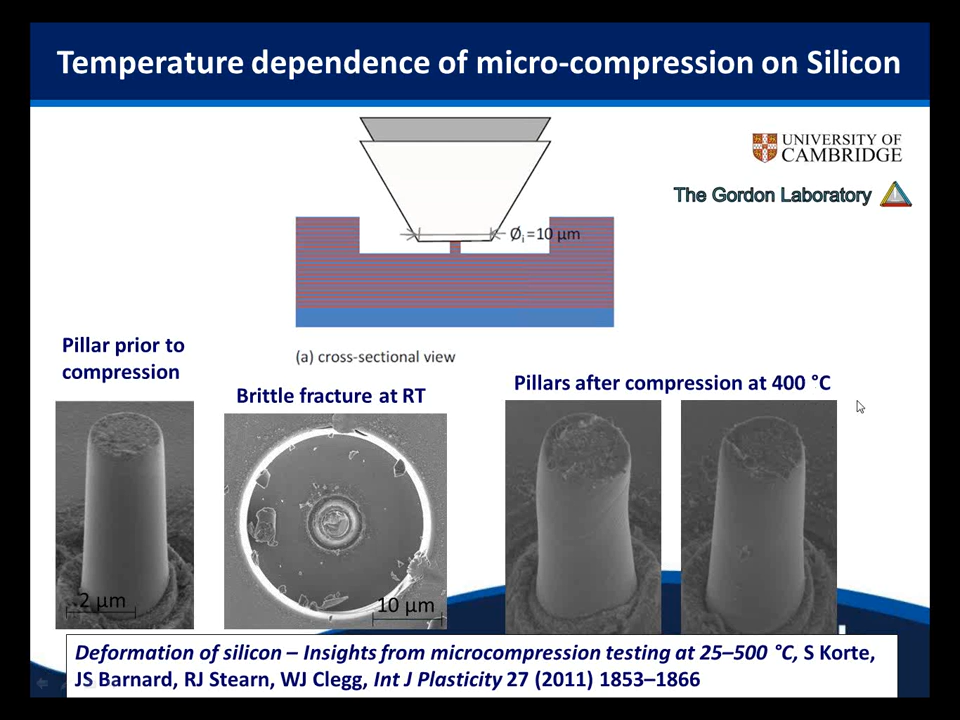 Temperature dependence of micro-compression on Silicon
UNIVERSITY OF
CAMBRIDGE
The Gordon Laboratory
Øi=10 µm
(a) cross-sectional view
Pillar prior to
compression
Brittle fracture at RT
Pillars after compression at 400 °C
2 µm
10 µm
Deformation of silicon – Insights from microcompression testing at 25–500 °C, S Korte,
JS Barnard, RJ Stearn, WJ Clegg, Int J Plasticity 27 (2011) 1853–1866